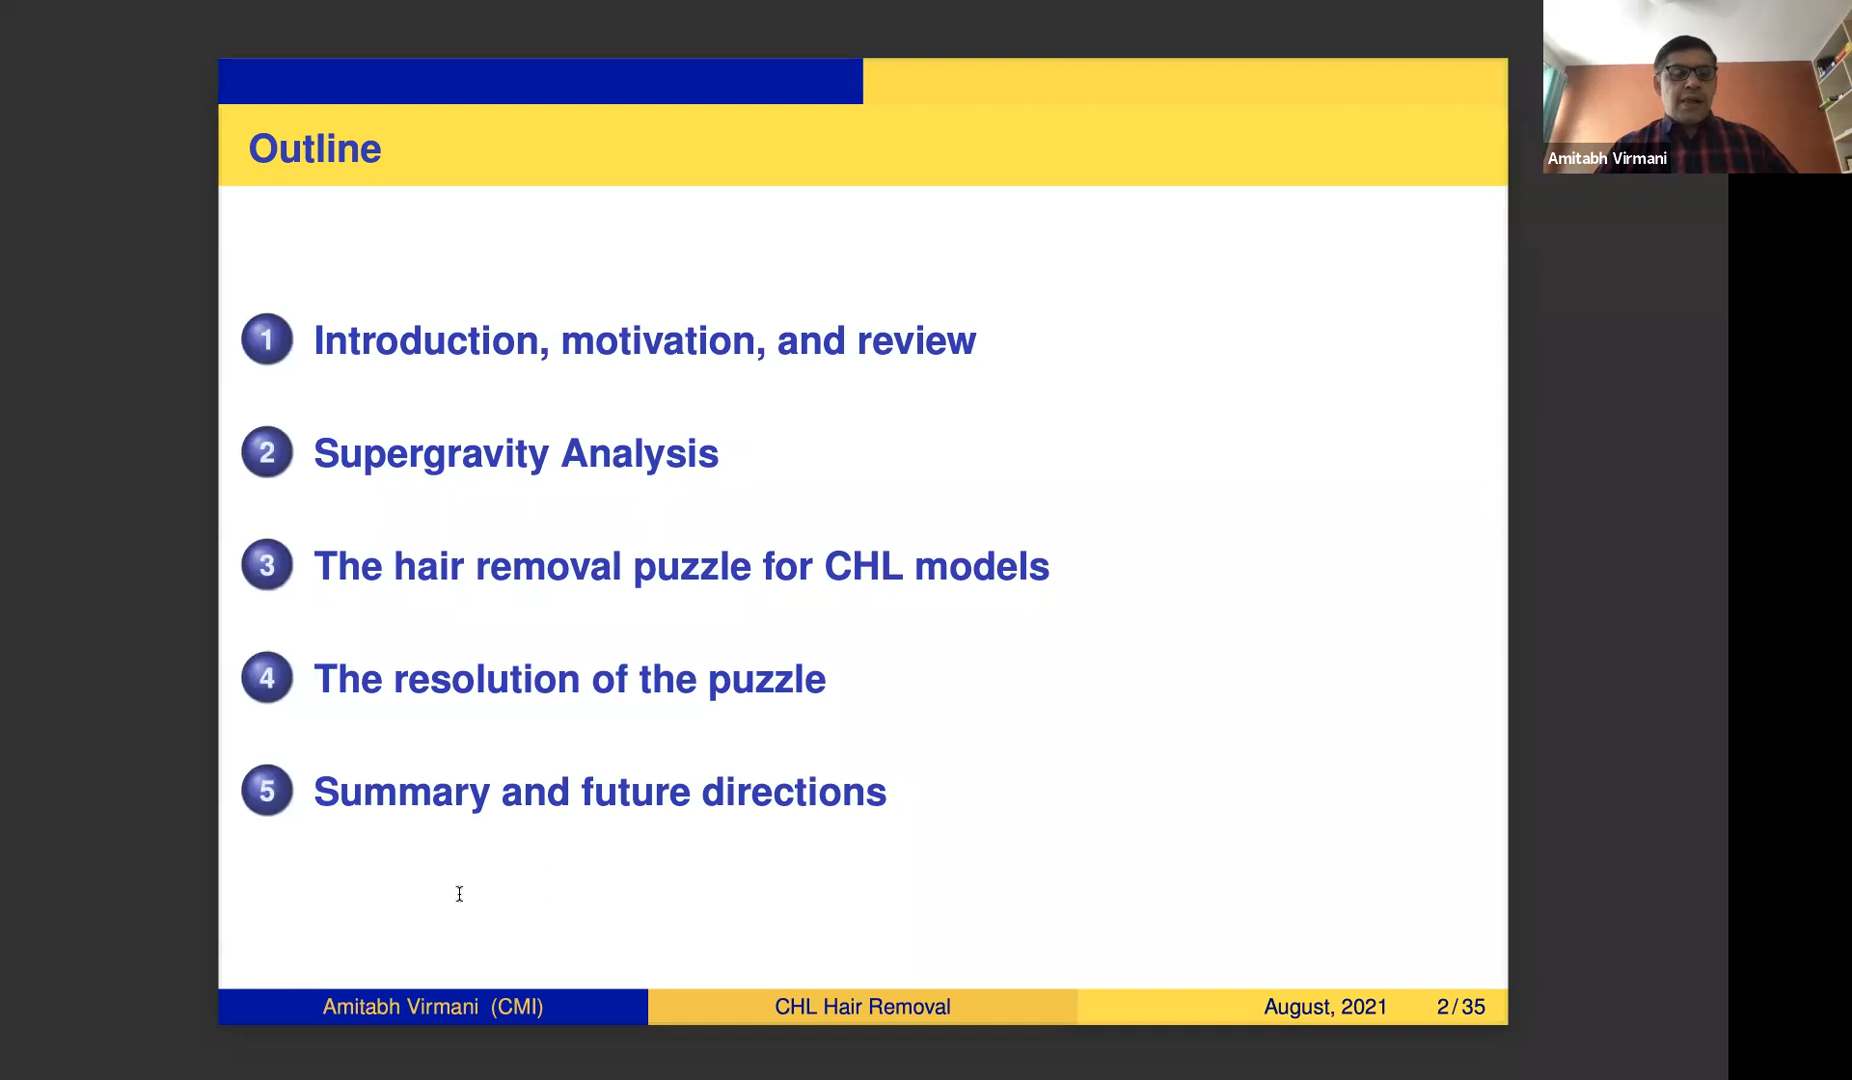 Outline
1 Introduction, motivation, and review
2 Supergravity Analysis
3 The hair removal puzzle for CHL models
4 The resolution of the puzzle
5 Summary and future directions
Amitabh Virmani (CMI) CHL Hair Removal August, 2021 2/35
Amitabh Virmani